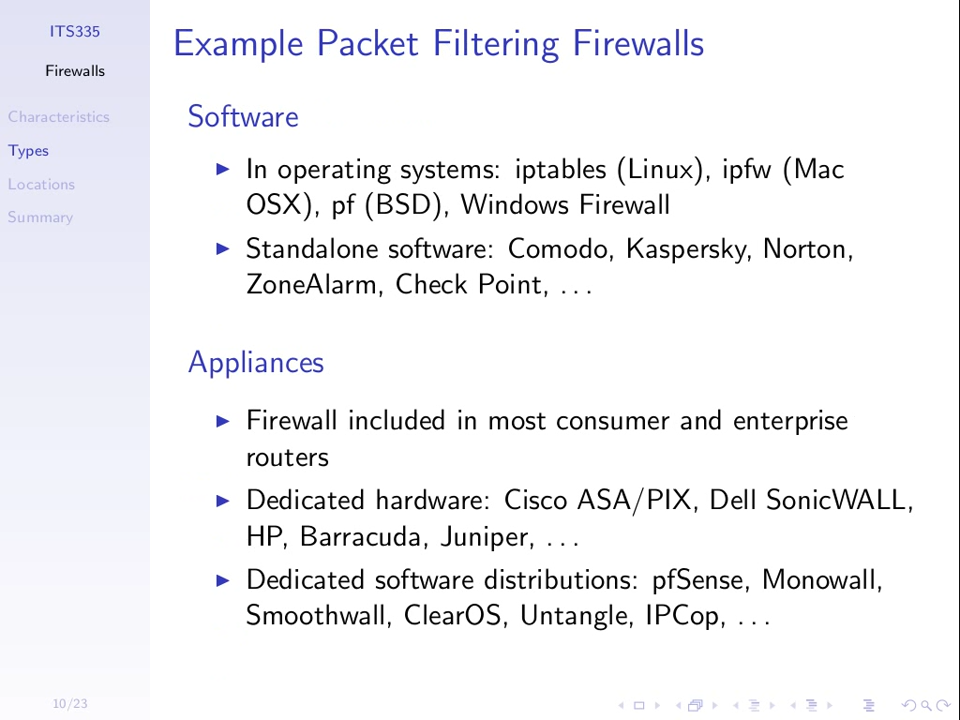 ITS335
Firewalls
Characteristics
Types
Locations
Summary
10/23
Example Packet Filtering Firewalls
Software
In operating systems: iptables (Linux), ipfw (Mac
OSX), pf (BSD), Windows Firewall
Standalone software: Comodo, Kaspersky, Norton,
ZoneAlarm, Check Point, . . .
Appliances
Firewall included in most consumer and enterprise
routers
Dedicated hardware: Cisco ASA/PIX, Dell SonicWALL,
HP, Barracuda, Juniper, . . .
Dedicated software distributions: pfSense, Monowall,
Smoothwall, ClearOS, Untangle, IPCop, . . .